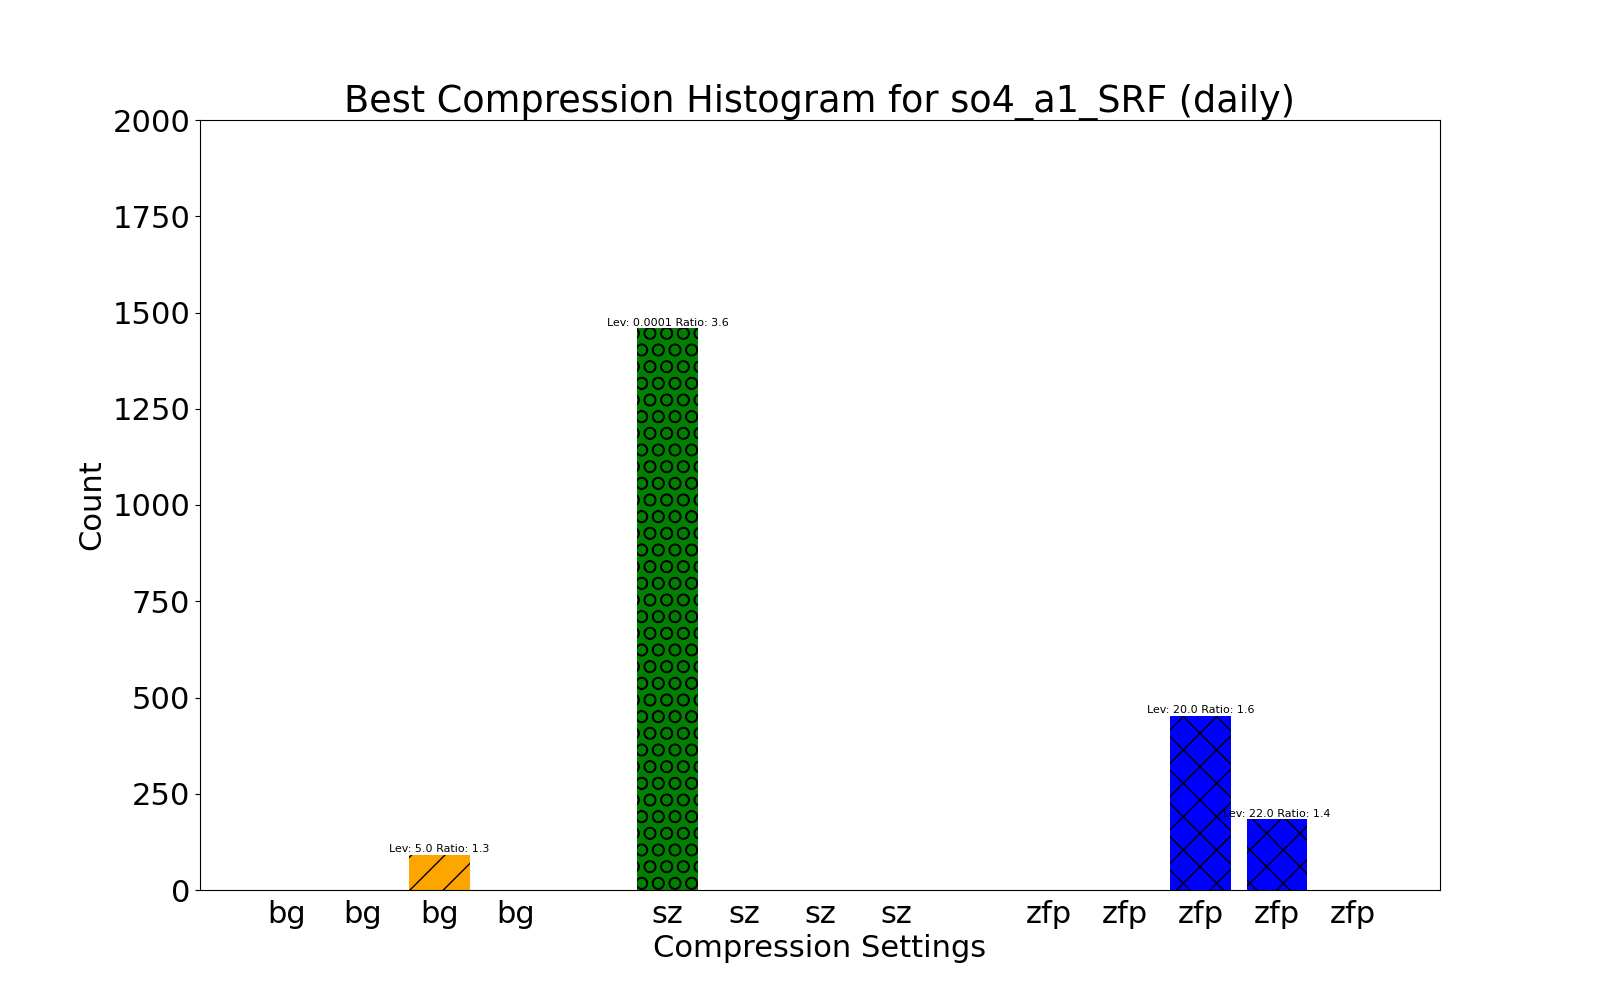 Best Compression Histogram for so4_a1_SRF (daily)
2000
1750
1500
1250
1000
750
500
250
0
Count
Lev: 5.0 Ratio: 1.3
Lev: 0.0001 Ratio: 3.6
Lev: 20.0 Ratio: 1.6
Lev: 22.0 Ratio: 1.4
bg bg bg bg sz sz sz sz zfp zfp zfp zfp zfp
Compression Settings